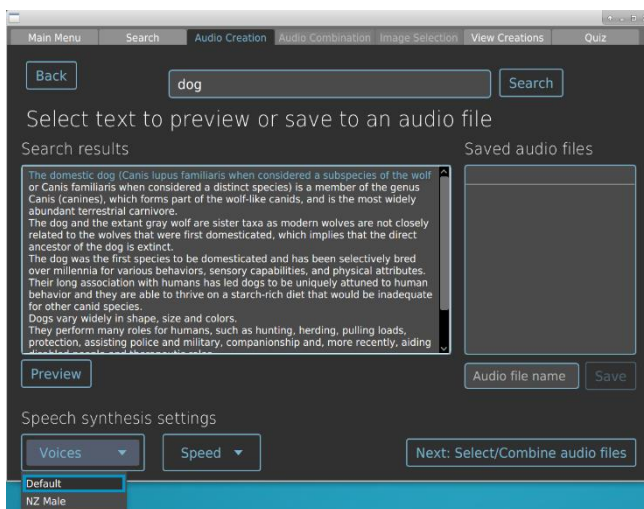 Main Menu Search Audio Creation Audio Combination Image Selection View Creations Quiz
Back dog Search
Select text to preview or save to an audio file
Search results Saved audio files
The domestic dog (Canis lupus familiaris when considered a subspecies of the wolf
or Canis familiaris when considered a distinct species) is a member of the genus
Canis (canines), which forms part of the wolf-like canids, and is the most widely
abundant terrestrial carnivore.
The dog and the extant gray wolf are sister taxa as modern wolves are not closely
related to the wolves that were first domesticated, which implies that the direct
ancestor of the dog is extinct.
The dog was the first species to be domesticated and has been selectively bred
over millennia for various behaviors, sensory capabilities, and physical attributes.
Their long association with humans has led dogs to be uniquely attuned to human
behavior and they are able to thrive on a starch-rich diet that would be inadequate
for other canid species.
Dogs vary widely in shape, size and colors.
They perform many roles for humans, such as hunting, herding, pulling loads,
protection, assisting police and military, companionship and, more recently, aiding
disabled people and therapeutic roles.
Preview Audio file name Save
Speech synthesis settings
Voices Speed Next: Select/Combine audio files
Default
NZ Male